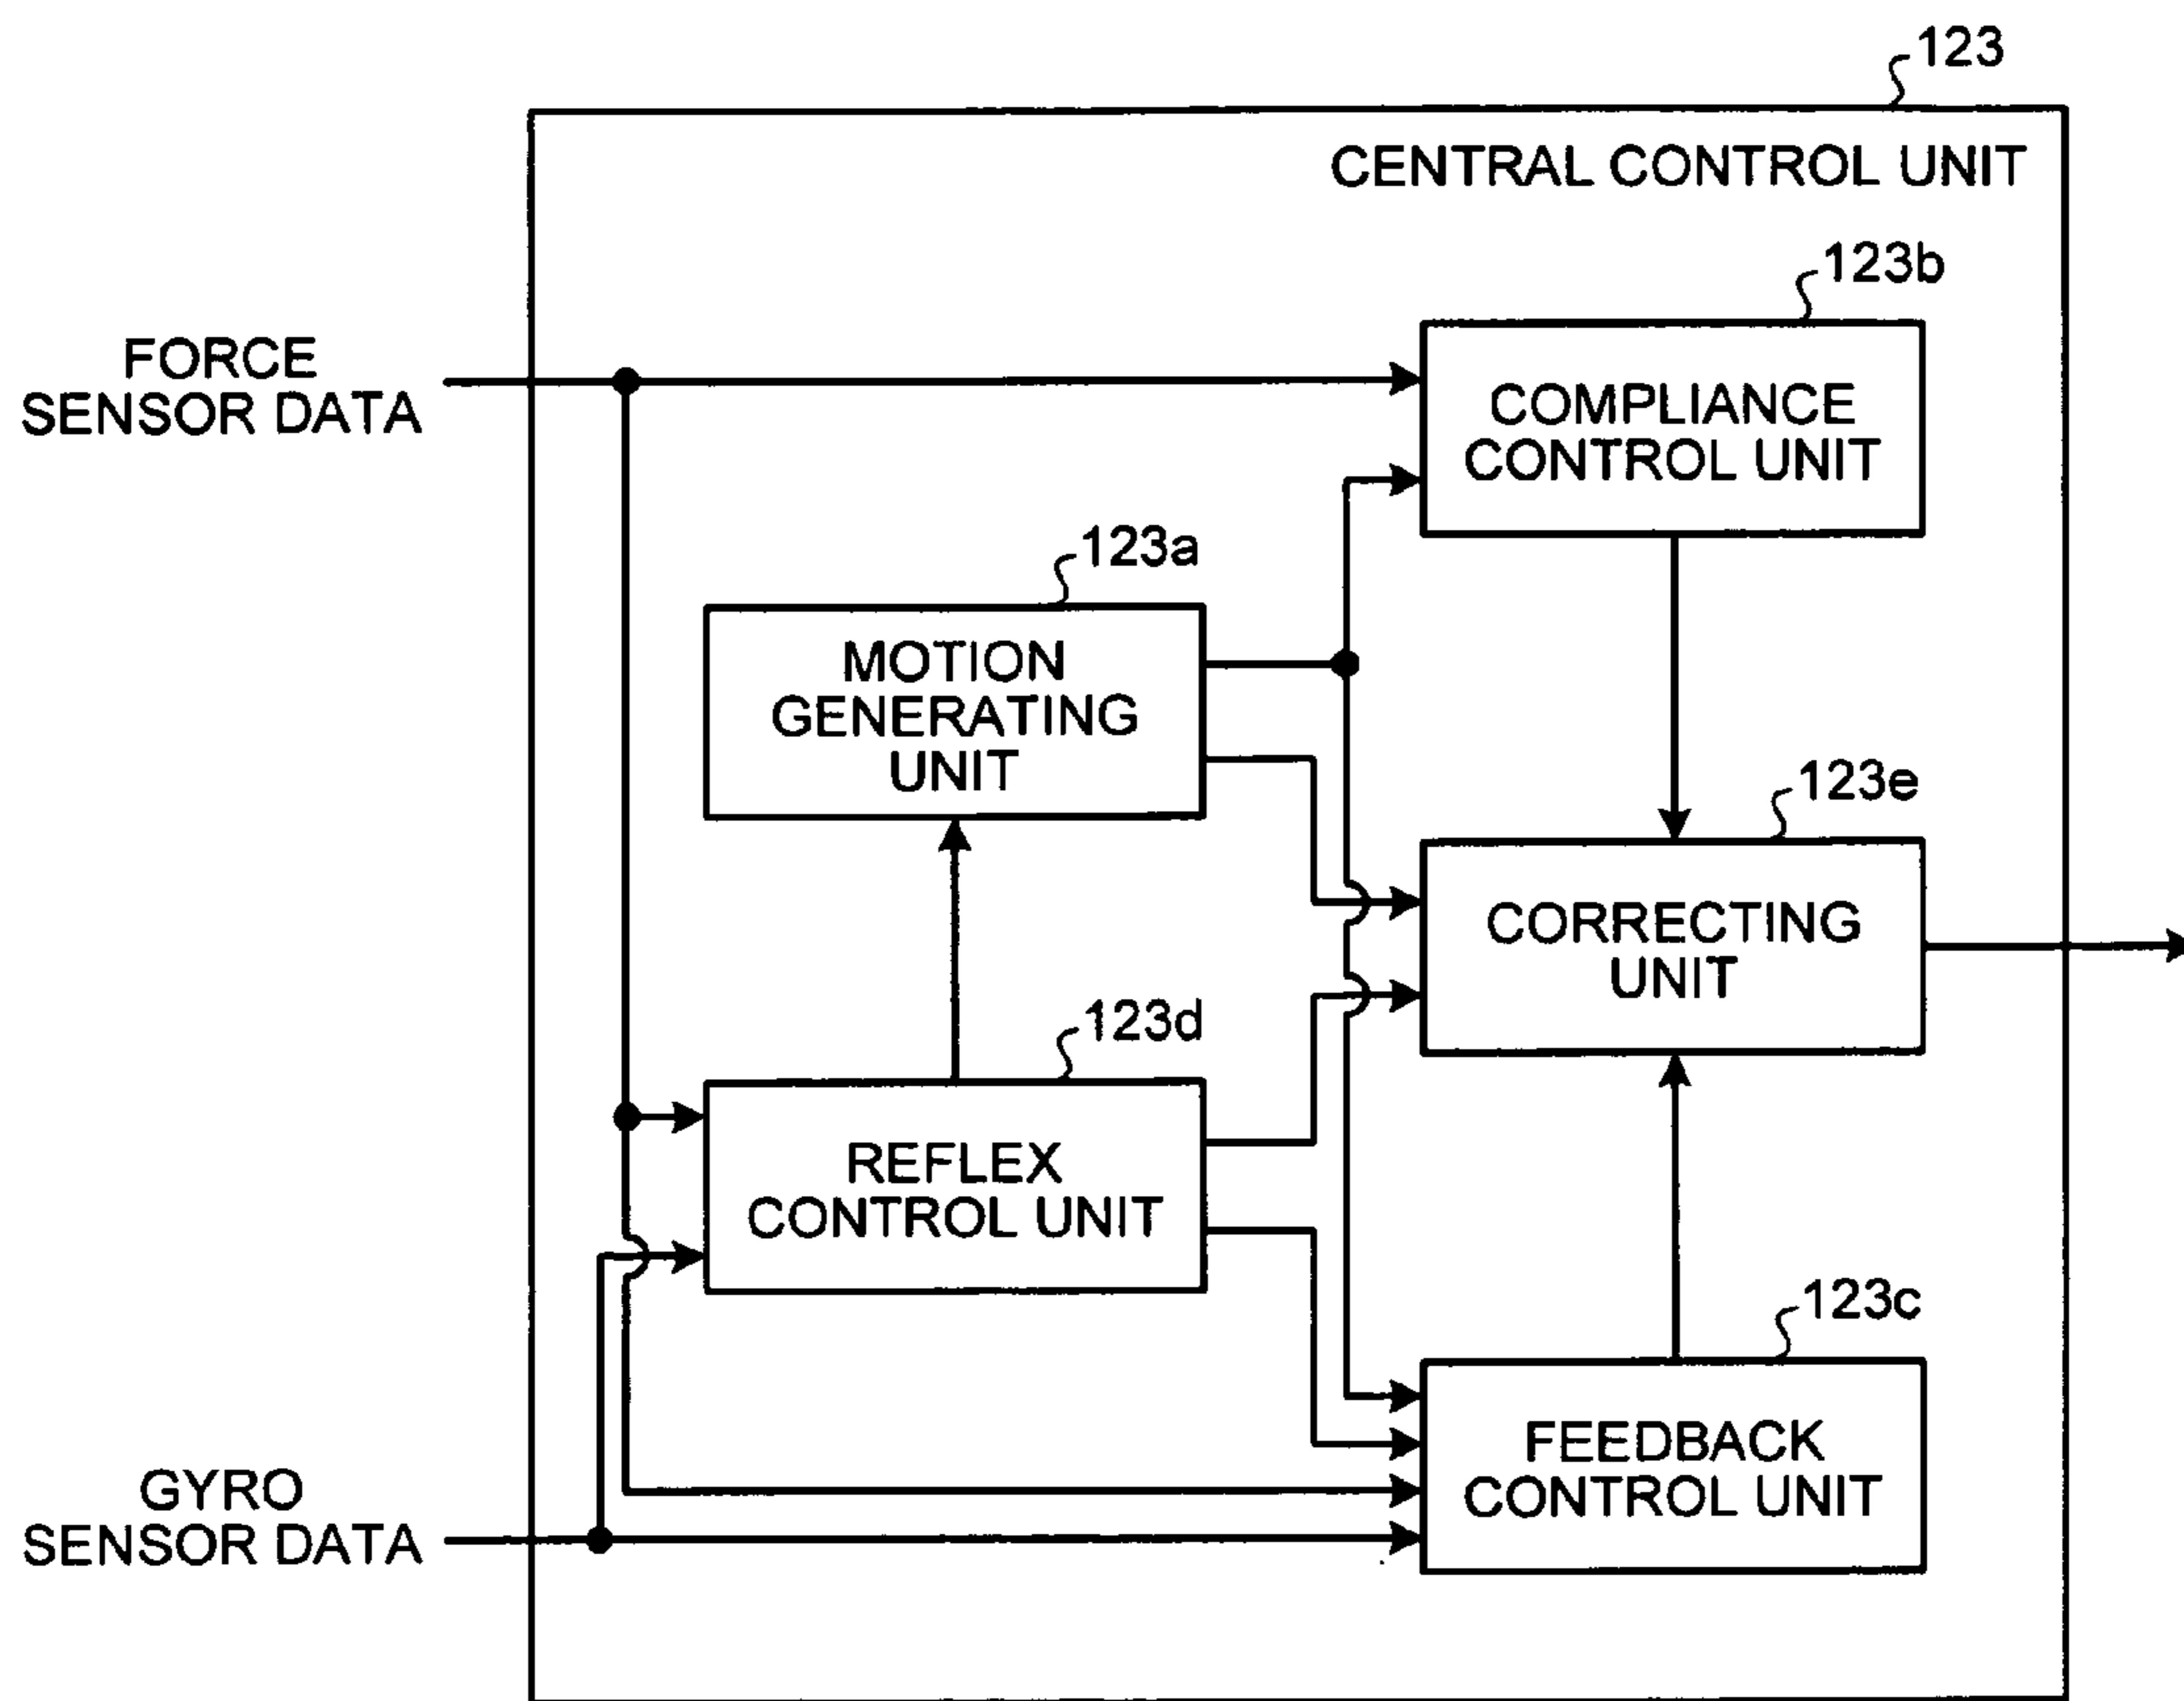 123
CENTRAL CONTROL UNIT
123b
FORCE
SENSOR DATA
COMPLIANCE
CONTROL UNIT
123a
MOTION
GENERATING
UNIT
123e
CORRECTING
UNIT
123d
REFLEX
CONTROL UNIT
123c
FEEDBACK
CONTROL UNIT
GYRO
SENSOR DATA